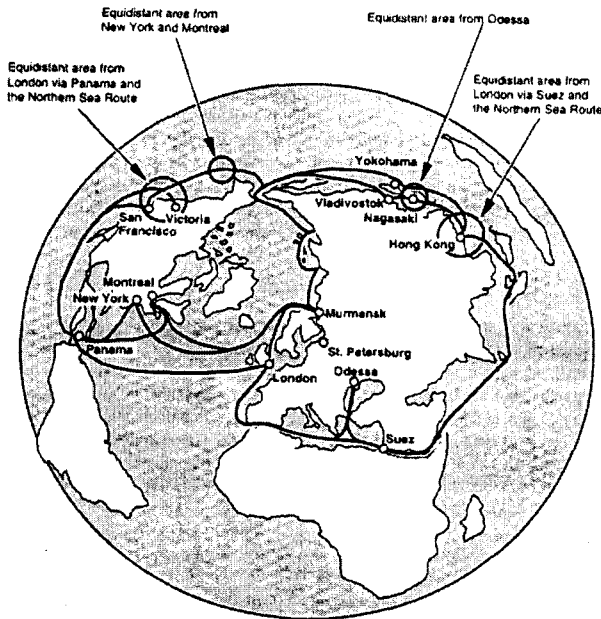 Equidistant area from
New York and Montreal
Equidistant area from Odessa
Equidistant area from
London via Panama and
the Northern Sea Route
Equidistant area from
London via Suez and
the Northern Sea Route
Yokohama
Vladivostok
Nagasaki
Hong Kong
San
Francisco
Victoria
Montreal
New York
Murmansk
Panama
St. Petersburg
London
Odessa
Suez